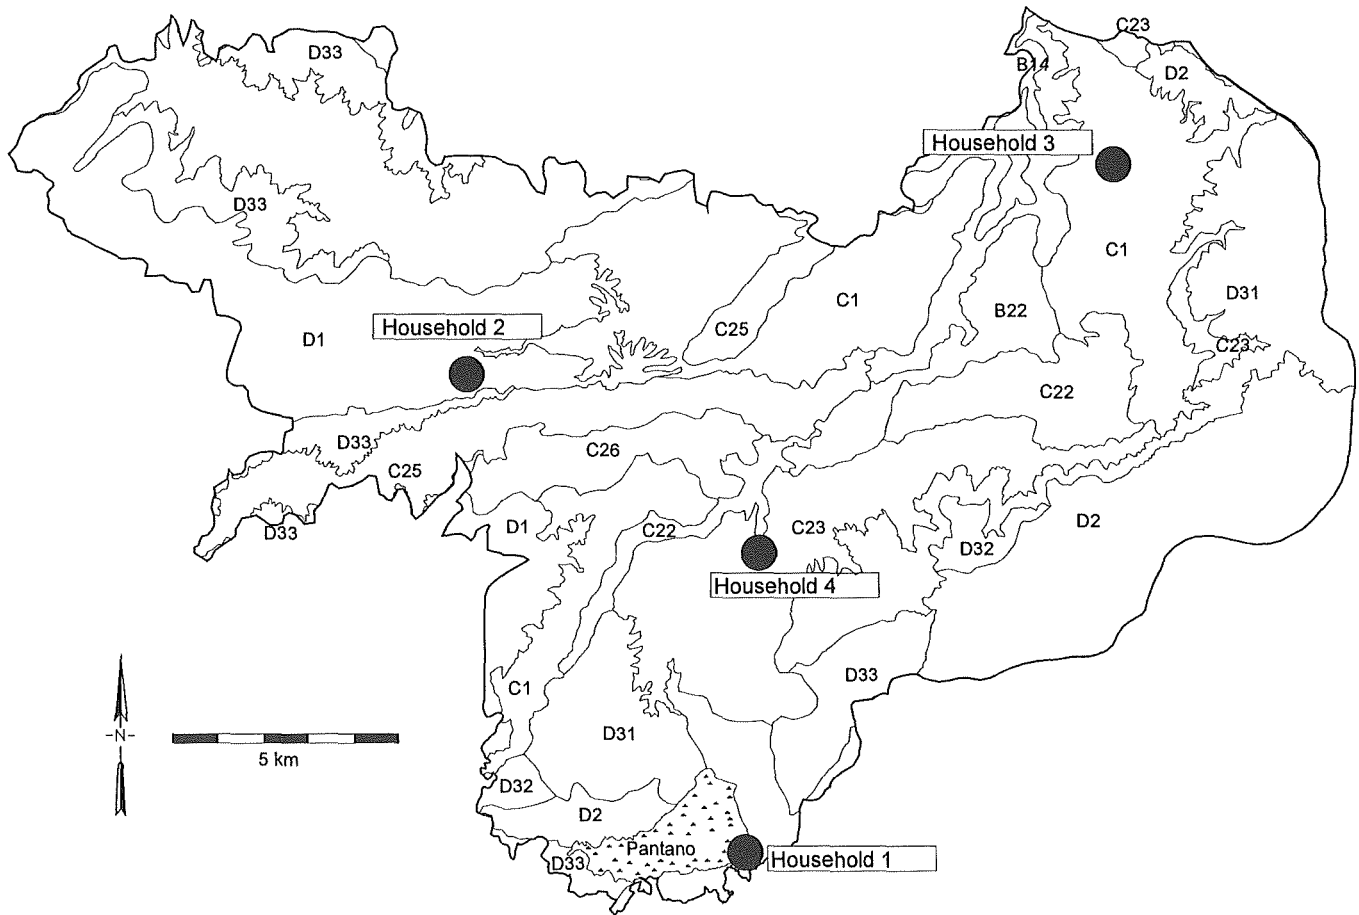 C23
D33
B14
D2
Household 3
D33
C1
D31
C1
B22
Household 2
C25
D1
C23
C22
D33
C26
C25
D33
D1
C22
C23
D2
D32
Household 4
D33
C1
N
D31
5 km
D32
D2
Pantano
D33
Household 1